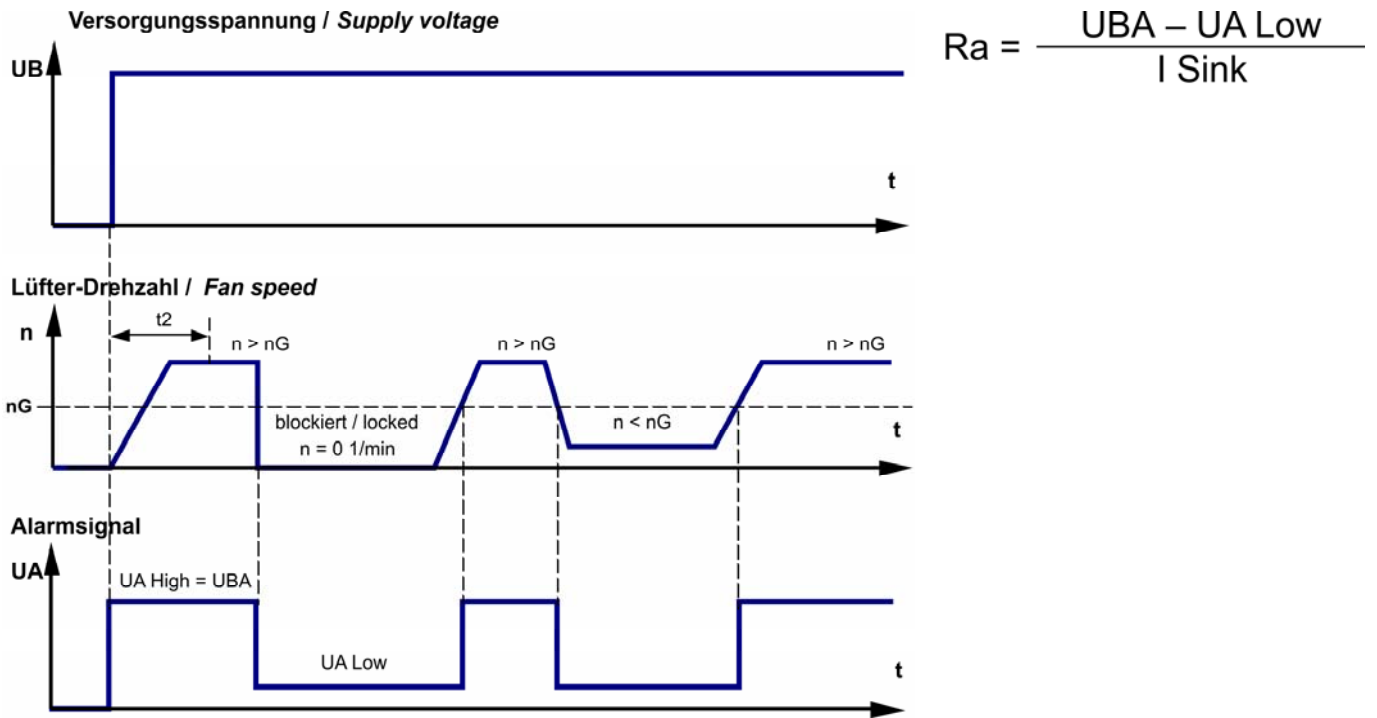 Versorgungsspannung / Supply voltage
UB
t
Ra = UBA – UA Low
I Sink
Lüfter-Drehzahl / Fan speed
n
t2
n > nG
n > nG
n > nG
nG
blockiert / locked
n = 0 1/min
n < nG
t
Alarmsignal
UA
UA High = UBA
UA Low
t